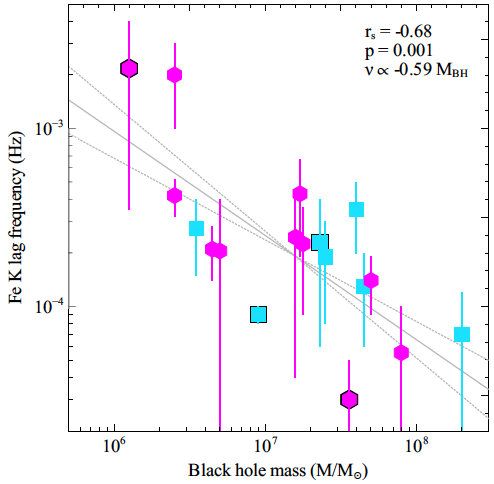 r_s = -0.68
p = 0.001
ν ∝ -0.59 M_BH
10^-3
Fe K lag frequency (Hz)
10^-4
10^6 10^7 10^8
Black hole mass (M/M_⊙)